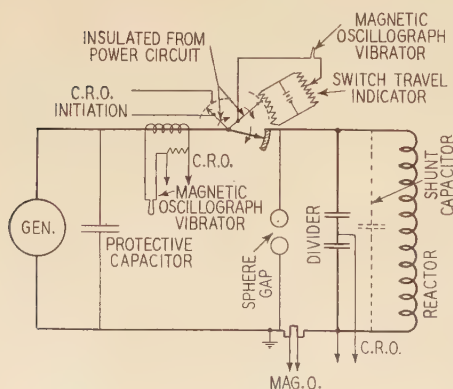 INSULATED FROM
POWER CIRCUIT
MAGNETIC
OSCILLOGRAPH
VIBRATOR
SWITCH TRAVEL
INDICATOR
C.R.O.
INITIATION
C.R.O.
MAGNETIC
OSCILLOGRAPH
VIBRATOR
GEN.
PROTECTIVE
CAPACITOR
SPHERE
GAP
DIVIDER
SHUNT
CAPACITOR
REACTOR
C.R.O.
MAG.O.